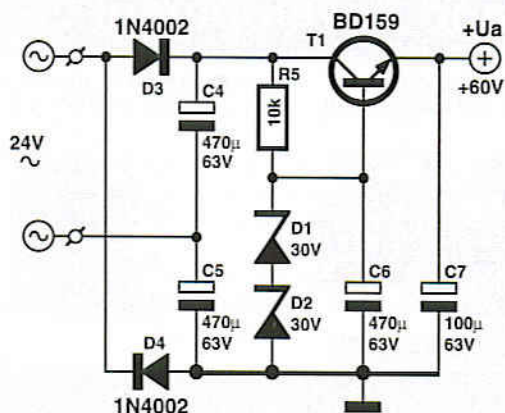 1N4002
BD159
+Ua
T1
D3
R5
+60V
C4
10k
470µ
63V
24V
~
D1
30V
C5
C6
C7
D2
30V
470µ
63V
470µ
63V
100µ
63V
D4
1N4002